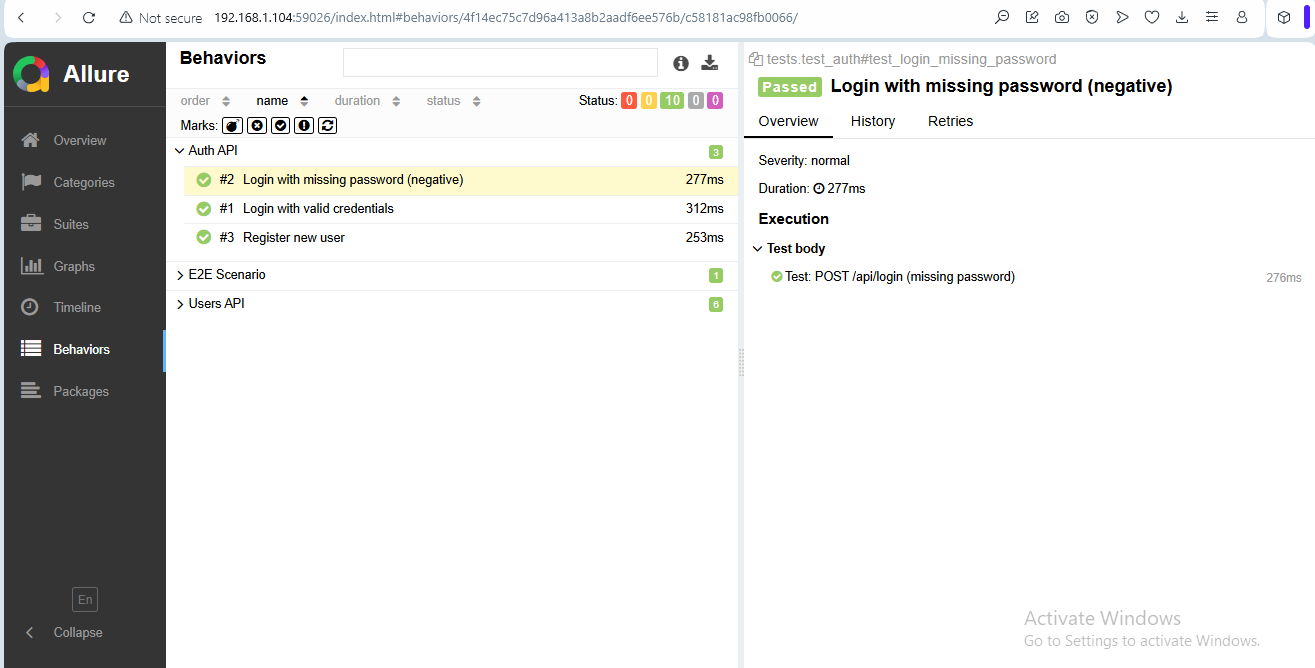 Not secure 192.168.1.104:59026/index.html#behaviors/4f14ec75c7d96a413a8b2aadf6ee576b/c58181ac98fb0066/
Allure
Overview
Categories
Suites
Graphs
Timeline
Behaviors
Packages
En
Collapse
Behaviors
order name duration status Status: 0 0 10 0 0
Marks:
Auth API 3
#2 Login with missing password (negative) 277ms
#1 Login with valid credentials 312ms
#3 Register new user 253ms
E2E Scenario 1
Users API 6
tests.test_auth#test_login_missing_password
Passed Login with missing password (negative)
Overview History Retries
Severity: normal
Duration: 277ms
Execution
Test body
Test: POST /api/login (missing password) 276ms
Activate Windows
Go to Settings to activate Windows.